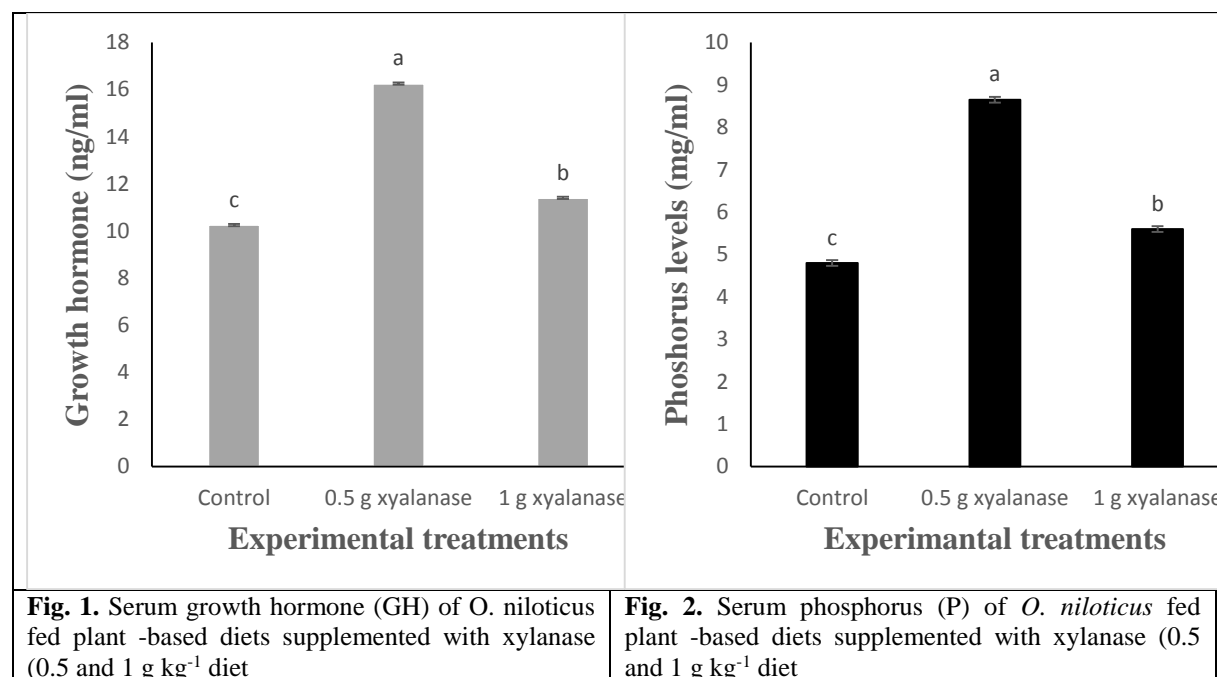 18
16
14
12
10
8
6
4
2
0
Growth hormone (ng/ml)
c
a
b
Control
0.5 g xyalanase
1 g xyalanase
Experimental treatments
10
9
8
7
6
5
4
3
2
1
0
Phoshorus levels (mg/ml)
c
a
b
Control
0.5 g xyalanase
1 g xyalanase
Experimantal treatments
Fig. 1. Serum growth hormone (GH) of O. niloticus
fed plant -based diets supplemented with xylanase
(0.5 and 1 g kg⁻¹ diet
Fig. 2. Serum phosphorus (P) of O. niloticus fed
plant -based diets supplemented with xylanase (0.5
and 1 g kg⁻¹ diet